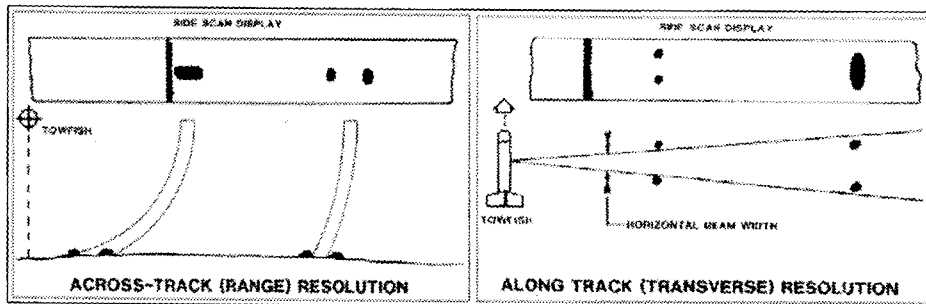 SIDE SCAN DISPLAY
TOWFISH
ACROSS-TRACK (RANGE) RESOLUTION
SIDE SCAN DISPLAY
TOWFISH
HORIZONTAL BEAM WIDTH
ALONG TRACK (TRANSVERSE) RESOLUTION